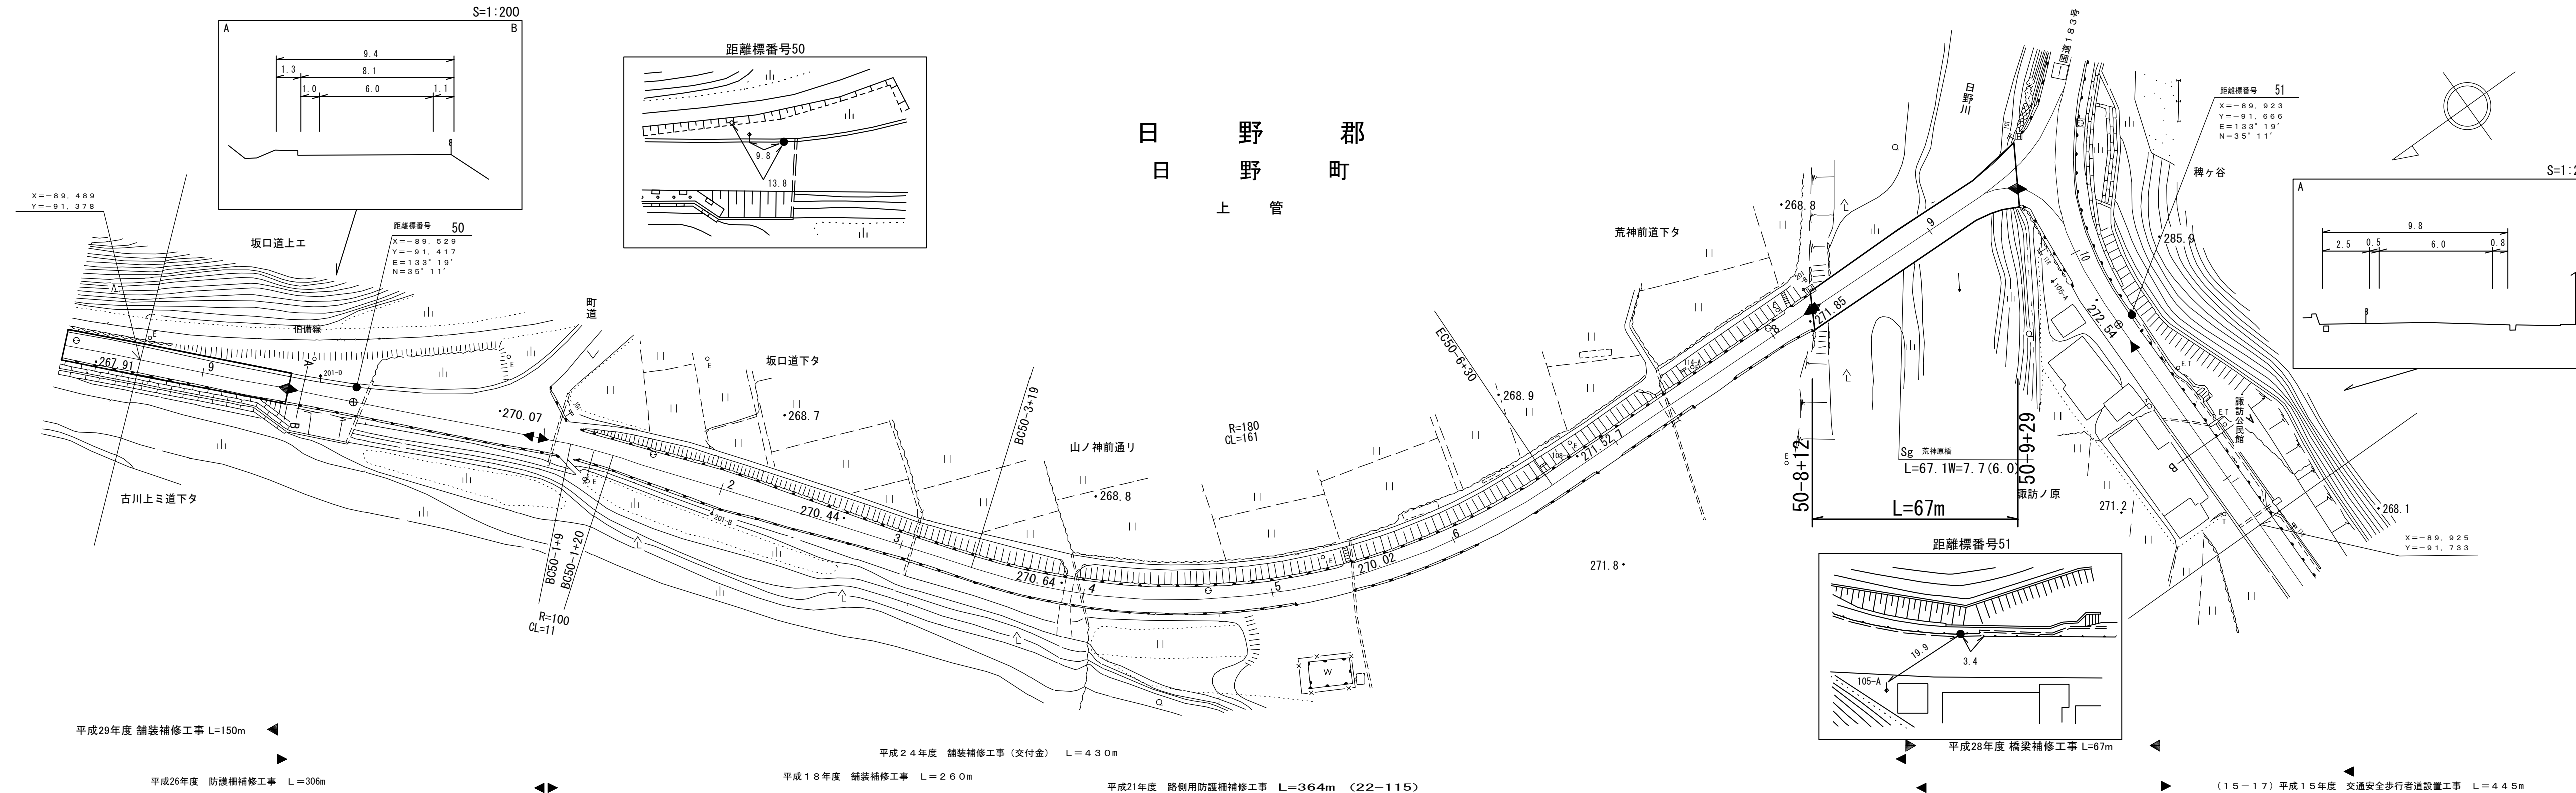 S=1:200
A
B
9.4
1.3
8.1
1.0
6.0
1.1
X=-89,489
Y=-91,378
坂口道上エ
距離標番号 50
X=-89,529
Y=-91,417
E=133°19′
N=35°11′
距離標番号50
9.8
13.8
日野郡
日野町
上管
伯備線
町道
267.91
9
A
B
201-D
E
270.07
古川上ミ道下タ
坂口道下タ
268.7
BC50-1+9
BC50-1+20
R=100
CL=11
201-B
2
270.44
3
BC50-3+19
山ノ神前通り
268.8
270.64
4
R=180
CL=161
5
270.02
6
EC50-6+30
268.9
108-A
271.52
7
114-A
8
荒神前道下タ
268.8
271.85
9
日野川
国道183号
50-8+12
50-9+29
L=67m
Sg 荒神原橋
L=67.1W=7.7(6.0)
諏訪ノ原
271.8
271.2
W
10
105-A
272.54
285.9
稗ヶ谷
距離標番号 51
X=-89,923
Y=-91,666
E=133°19′
N=35°11′
諏訪公民館
E.T
A
B
268.1
X=-89,925
Y=-91,733
S=1:2
A
9.8
2.5
0.5
6.0
0.8
距離標番号51
19.9
3.4
105-A
平成29年度 舗装補修工事 L=150m
平成26年度 防護柵補修工事 L=306m
平成24年度 舗装補修工事（交付金） L=430m
平成18年度 舗装補修工事 L=260m
平成21年度 路側用防護柵補修工事 L=364m (22-115)
平成28年度 橋梁補修工事 L=67m
（15-17）平成15年度 交通安全歩行者道設置工事 L=445m